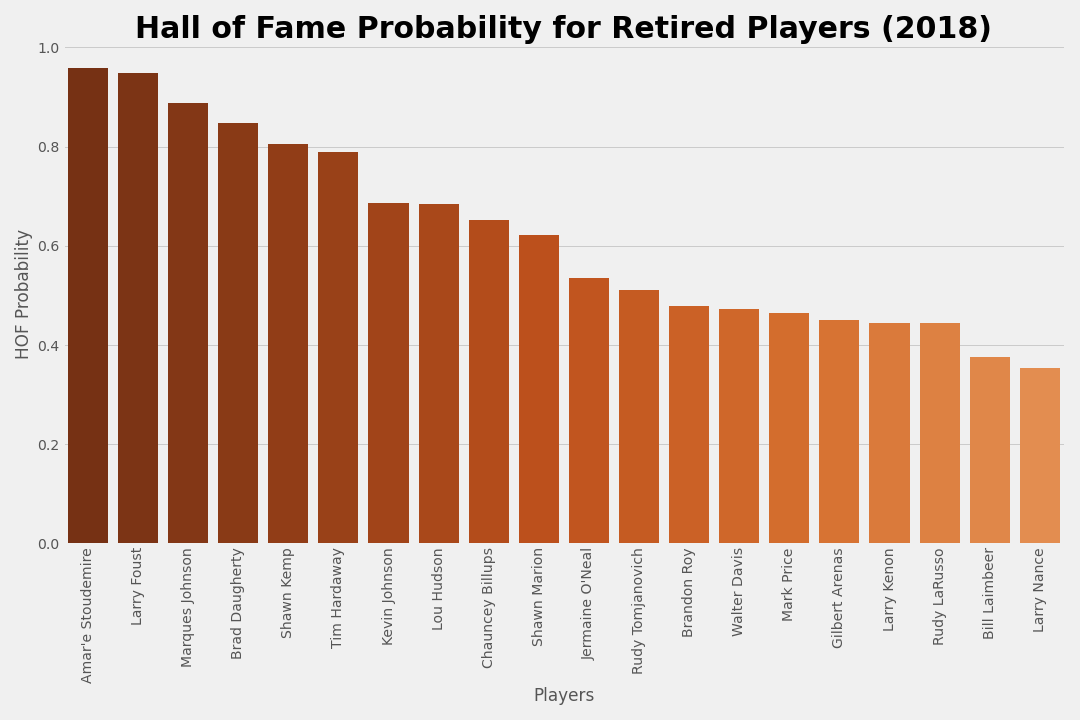 Hall of Fame Probability for Retired Players (2018)
HOF Probability
1.0
0.8
0.6
0.4
0.2
0.0
Amar'e Stoudemire
Larry Foust
Marques Johnson
Brad Daugherty
Shawn Kemp
Tim Hardaway
Kevin Johnson
Lou Hudson
Chauncey Billups
Shawn Marion
Jermaine O'Neal
Rudy Tomjanovich
Brandon Roy
Walter Davis
Mark Price
Gilbert Arenas
Larry Kenon
Rudy LaRusso
Bill Laimbeer
Larry Nance
Players